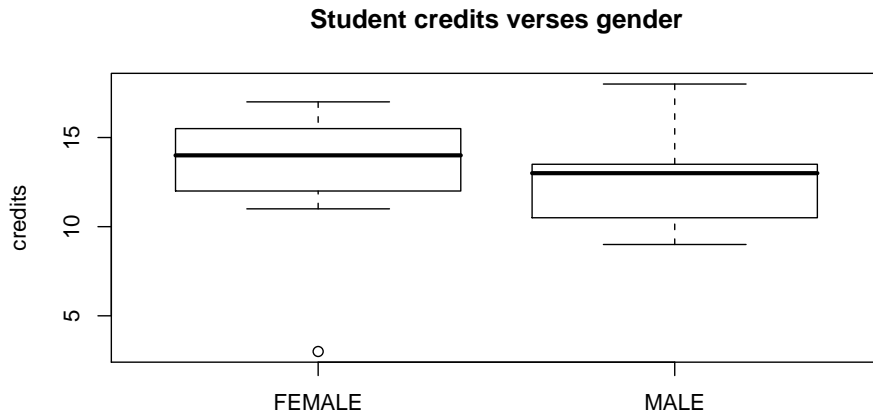 Student credits verses gender
credits
15
10
5
FEMALE MALE